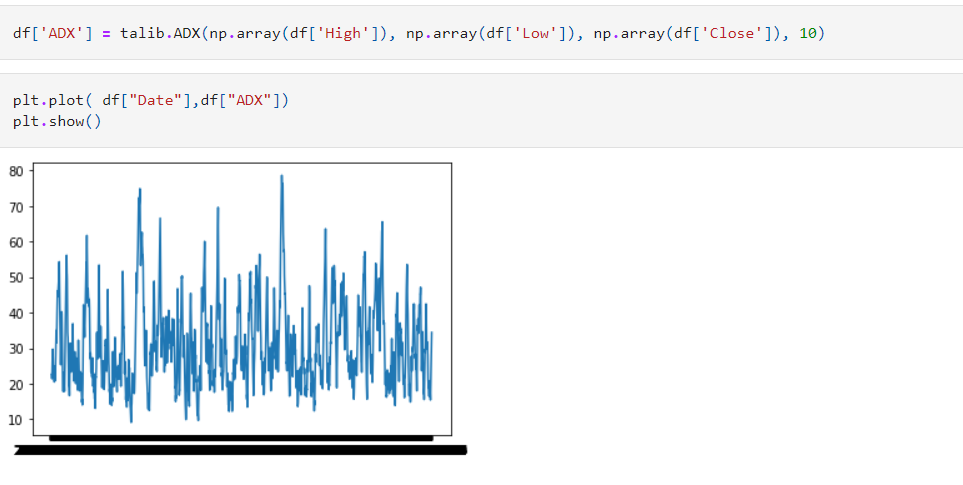 df['ADX'] = talib.ADX(np.array(df['High']), np.array(df['Low']), np.array(df['Close']), 10)
plt.plot( df["Date"],df["ADX"])
plt.show()
80
70
60
50
40
30
20
10